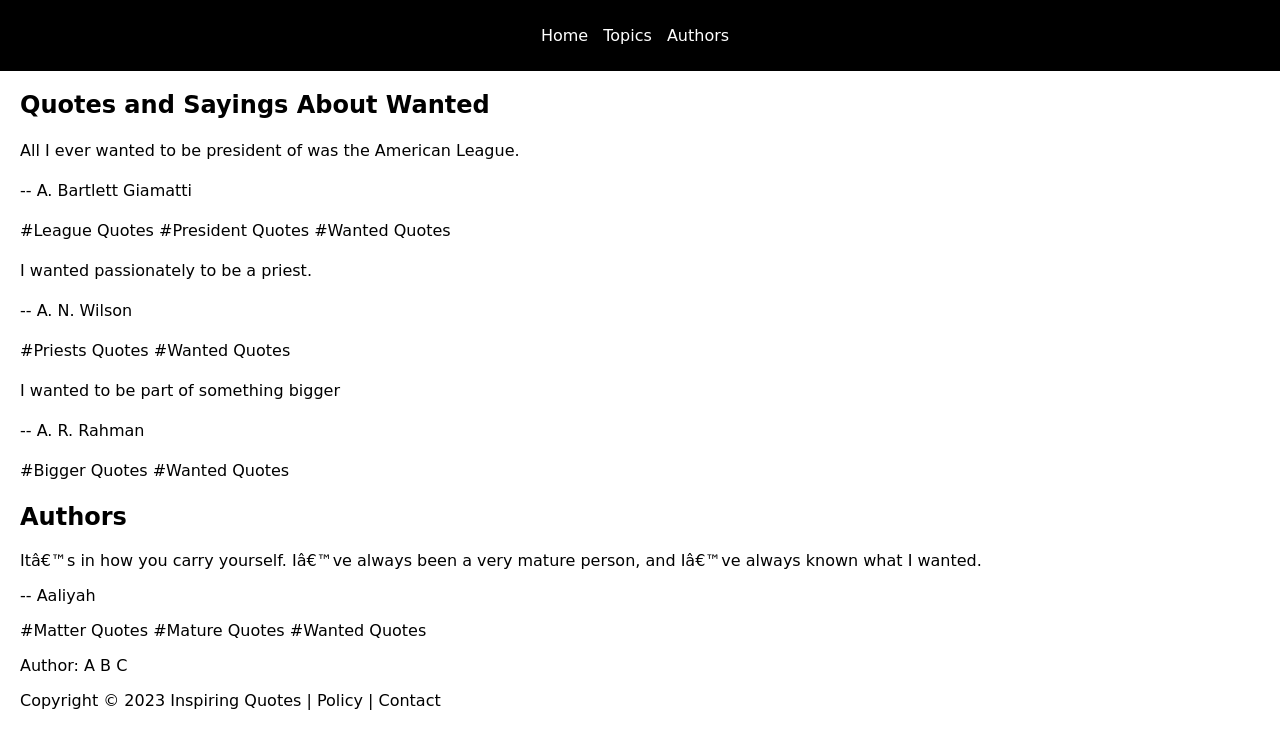 Home Topics Authors
Quotes and Sayings About Wanted
All I ever wanted to be president of was the American League.
-- A. Bartlett Giamatti
#League Quotes #President Quotes #Wanted Quotes
I wanted passionately to be a priest.
-- A. N. Wilson
#Priests Quotes #Wanted Quotes
I wanted to be part of something bigger
-- A. R. Rahman
#Bigger Quotes #Wanted Quotes
Authors
Itâ€™s in how you carry yourself. Iâ€™ve always been a very mature person, and Iâ€™ve always known what I wanted.
-- Aaliyah
#Matter Quotes #Mature Quotes #Wanted Quotes
Author: A B C
Copyright © 2023 Inspiring Quotes | Policy | Contact